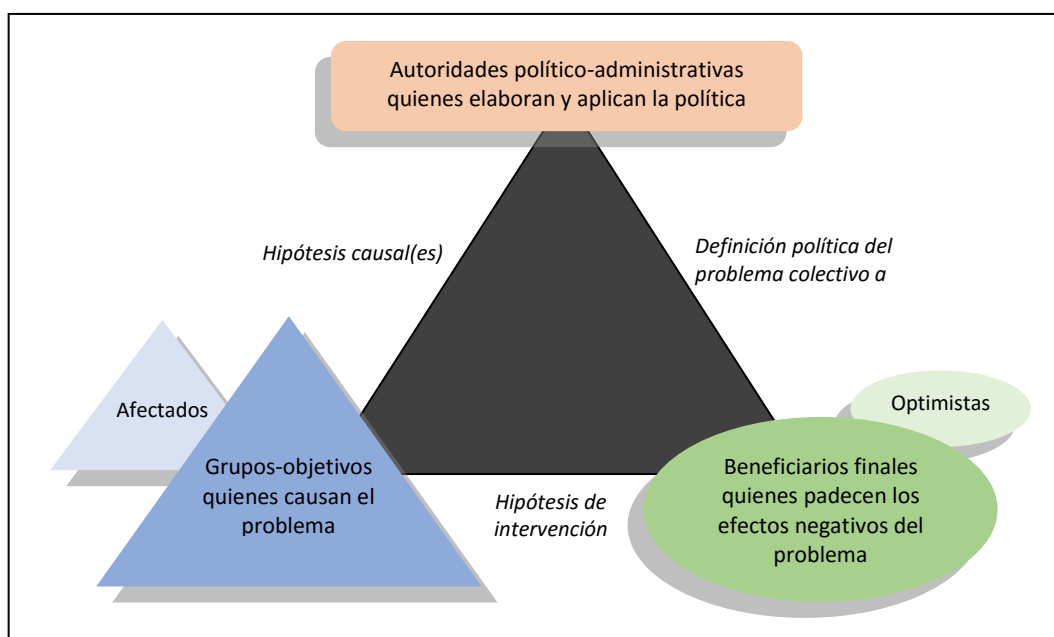 Autoridades político-administrativas
quienes elaboran y aplican la política
Hipótesis causal(es)
Definición política del
problema colectivo a
Afectados
Optimistas
Grupos-objetivos
quienes causan el
problema
Hipótesis de
intervención
Beneficiarios finales
quienes padecen los
efectos negativos del
problema